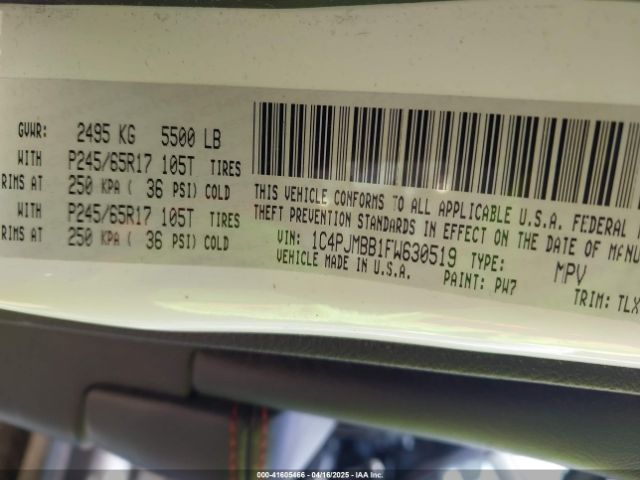 GVWR: 2495 KG 5500 LB
WITH P245/65R17 105T TIRES
RIMS AT 250 KPA ( 36 PSI) COLD
WITH P245/65R17 105T TIRES
RIMS AT 250 KPA ( 36 PSI) COLD
THIS VEHICLE CONFORMS TO ALL APPLICABLE U.S.A. FEDERAL
THEFT PREVENTION STANDARDS IN EFFECT ON THE DATE OF MFNU
VIN: 1C4PJMBB1FW630519 TYPE: MPV
VEHICLE MADE IN U.S.A. PAINT: PW7 TRIM: TLX
000-41605466 - 04/16/2025 - IAA Inc.